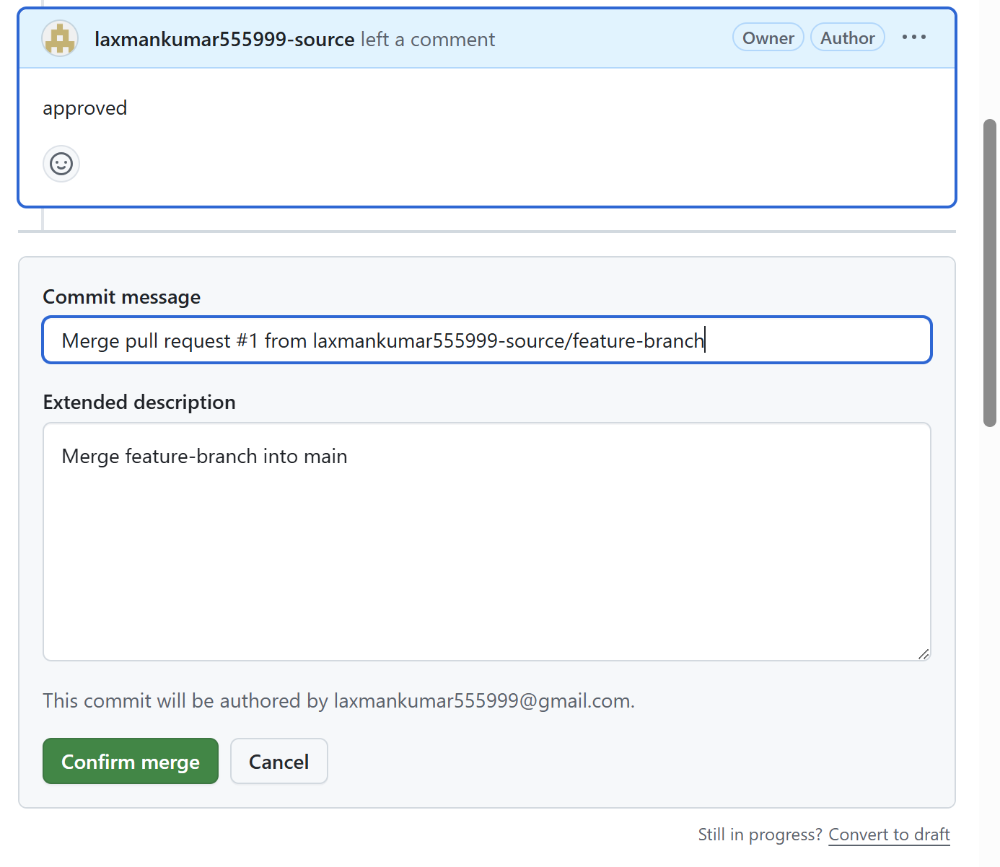 laxmankumar555999-source left a comment Owner Author
approved
Commit message
Merge pull request #1 from laxmankumar555999-source/feature-branch
Extended description
Merge feature-branch into main
This commit will be authored by laxmankumar555999@gmail.com.
Confirm merge Cancel
Still in progress? Convert to draft